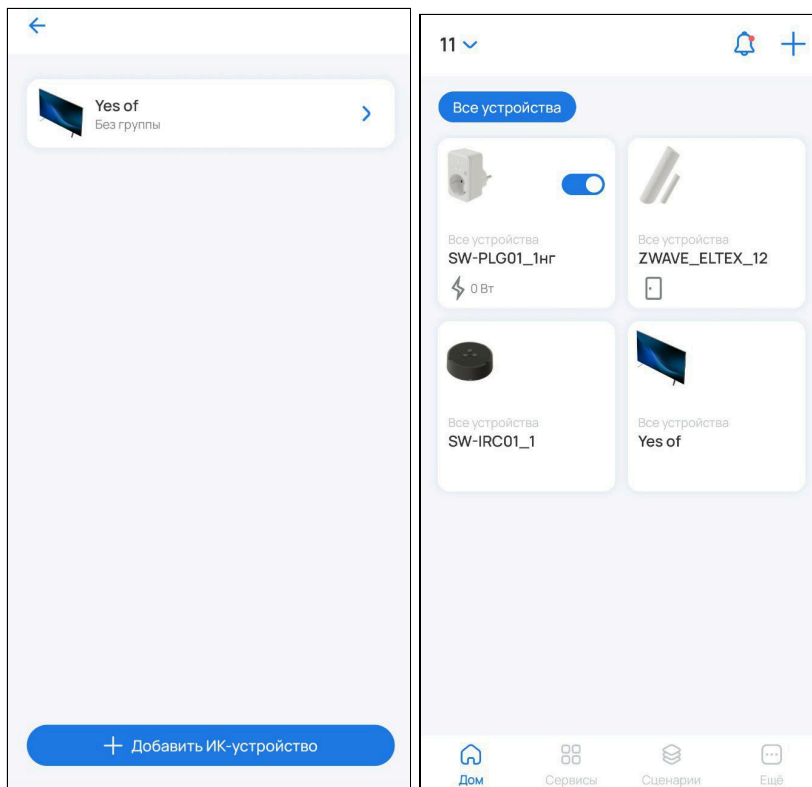 Yes of
Без группы
Добавить ИК-устройство
11
Все устройства
Все устройства
SW-PLG01_1нг
0 Вт
Все устройства
ZWAVE_ELTEX_12
Все устройства
SW-IRC01_1
Все устройства
Yes of
Дом
Сервисы
Сценарии
Ещё